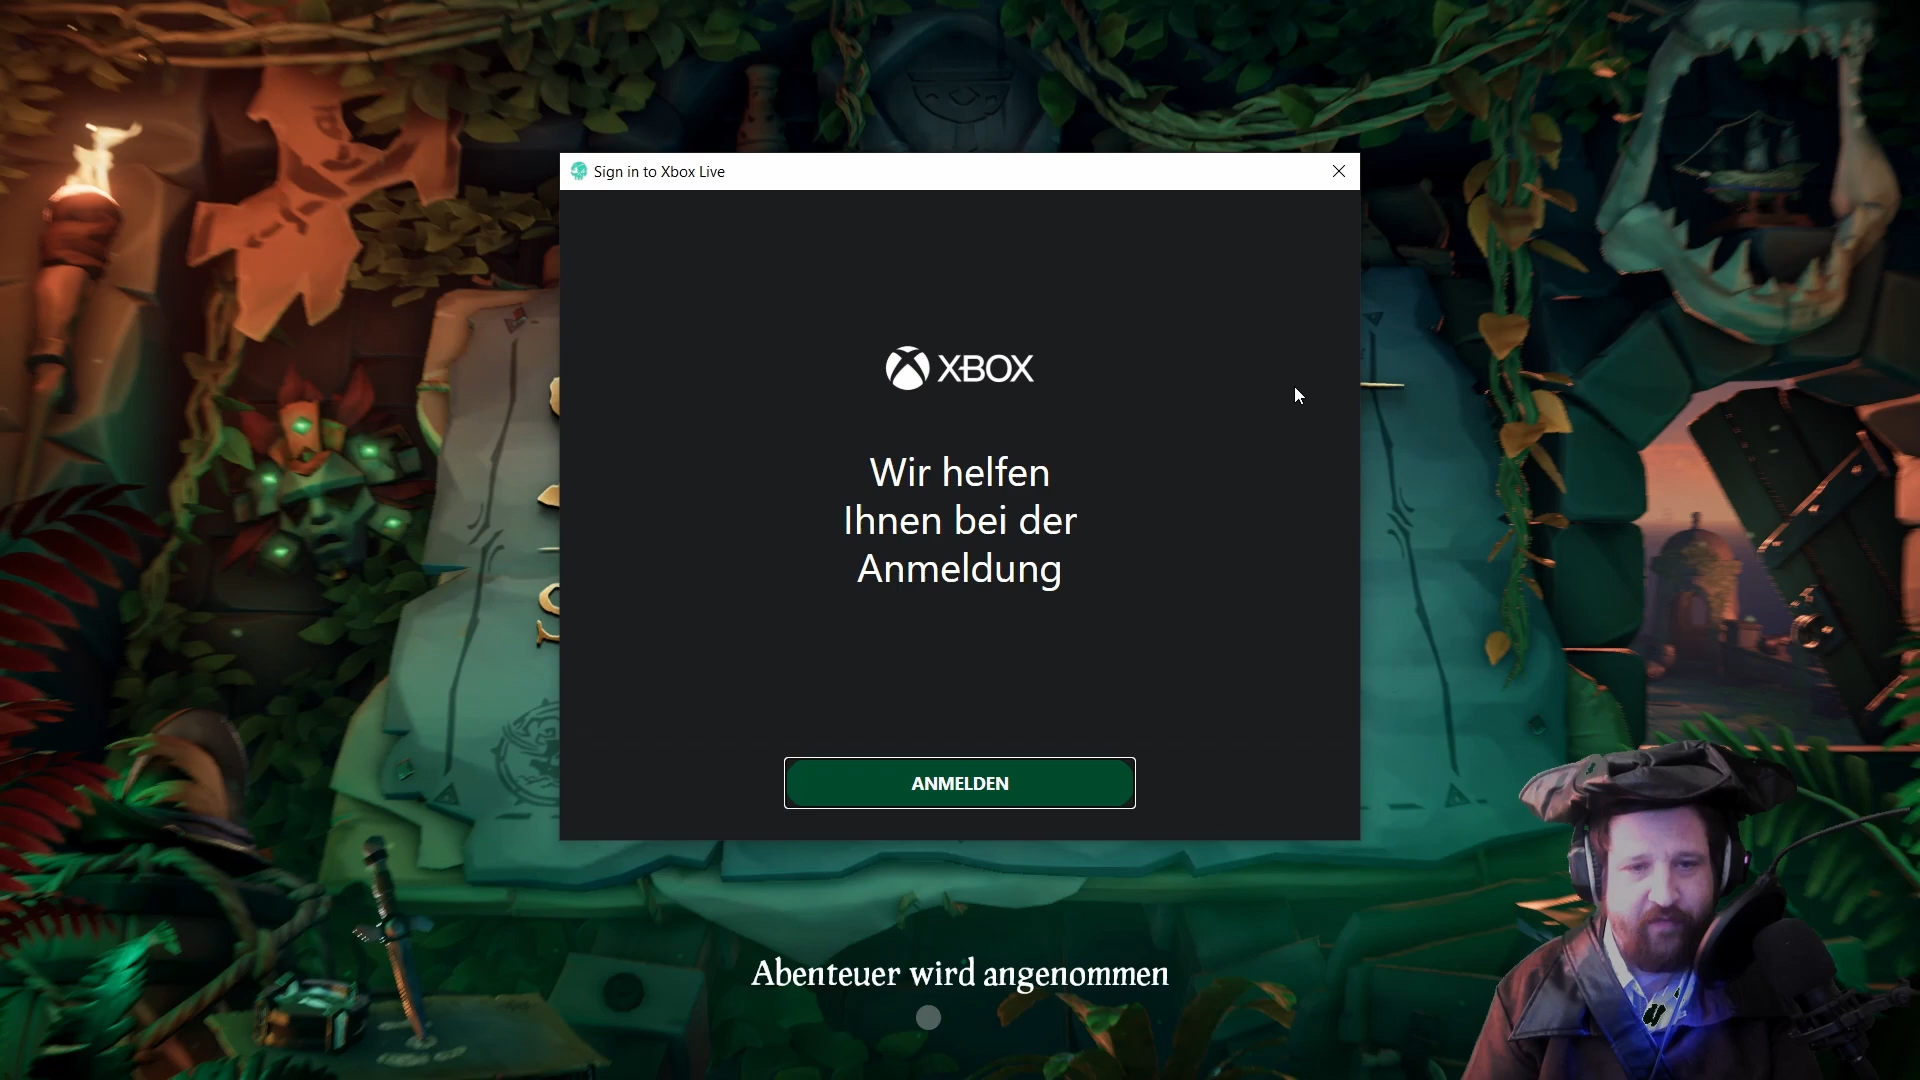 Sign in to Xbox Live
XBOX
Wir helfen
Ihnen bei der
Anmeldung
ANMELDEN
Abenteuer wird angenommen